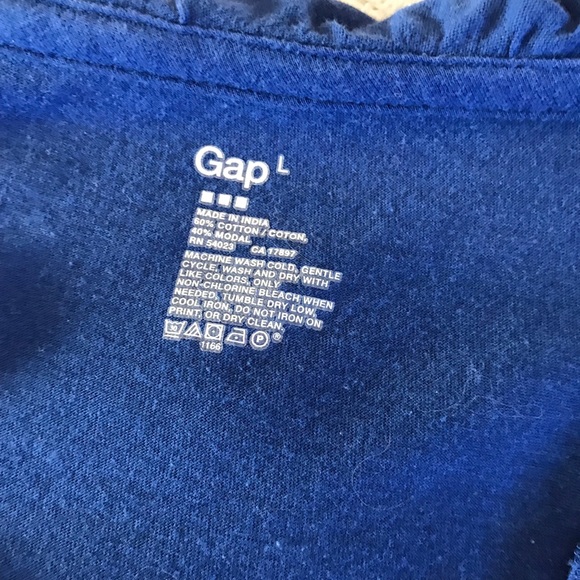 Gap L
MADE IN INDIA
60% COTTON / COTON,
40% MODAL
RN 54023 CA 17897
MACHINE WASH COLD, GENTLE
CYCLE, WASH AND DRY WITH
LIKE COLORS, ONLY
NON-CHLORINE BLEACH WHEN
NEEDED, TUMBLE DRY LOW,
COOL IRON, DO NOT IRON ON
PRINT, OR DRY CLEAN.
30 P ®
1166